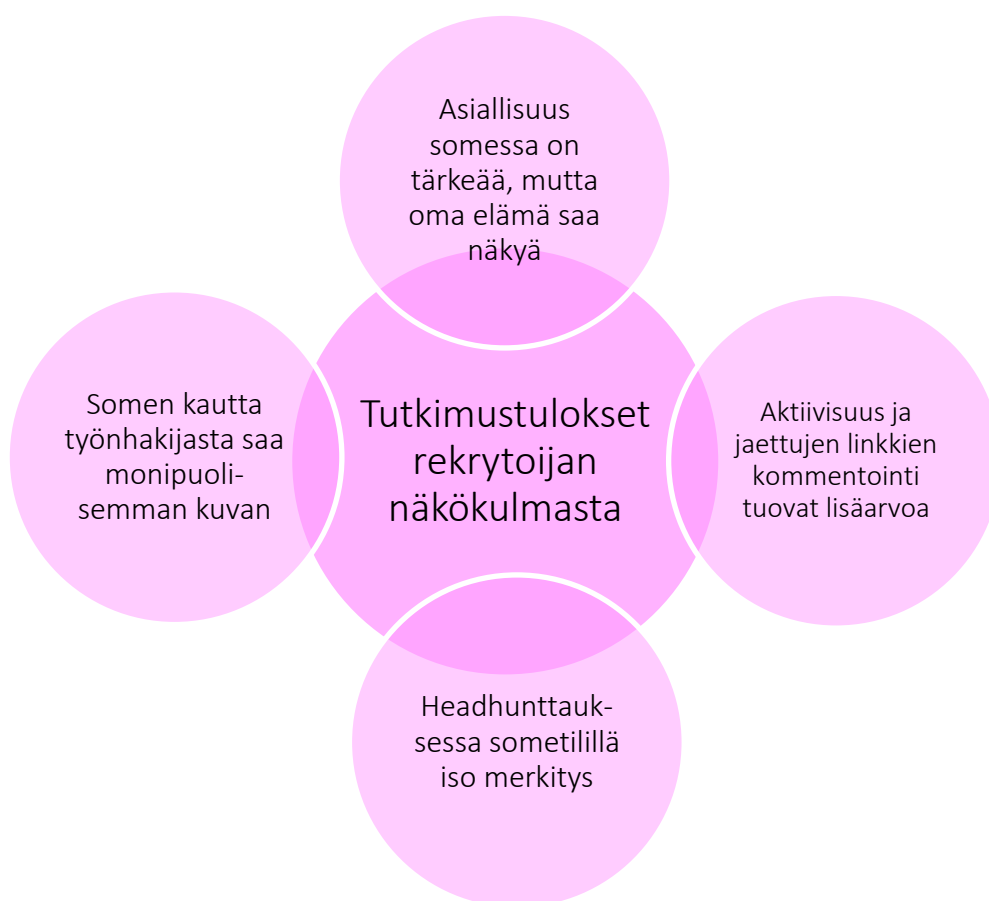 Asiallisuus
somessa on
tärkeää, mutta
oma elämä saa
näkyä
Somen kautta
työnhakijasta saa
monipuoli-
semman kuvan
Tutkimustulokset
rekrytoijan
näkökulmasta
Aktiivisuus ja
jaettujen linkkien
kommentointi
tuovat lisäarvoa
Headhunttauk-
sessa sometilillä
iso merkitys